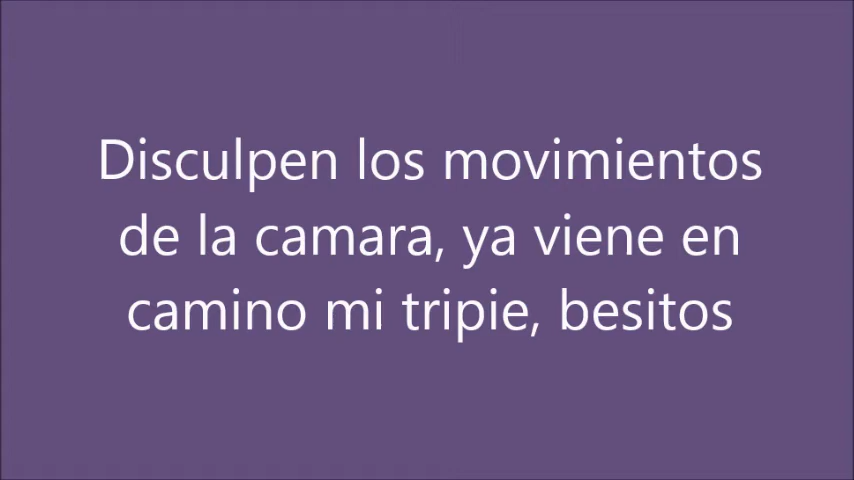 Disculpen los movimientos
de la camara, ya viene en
camino mi tripie, besitos